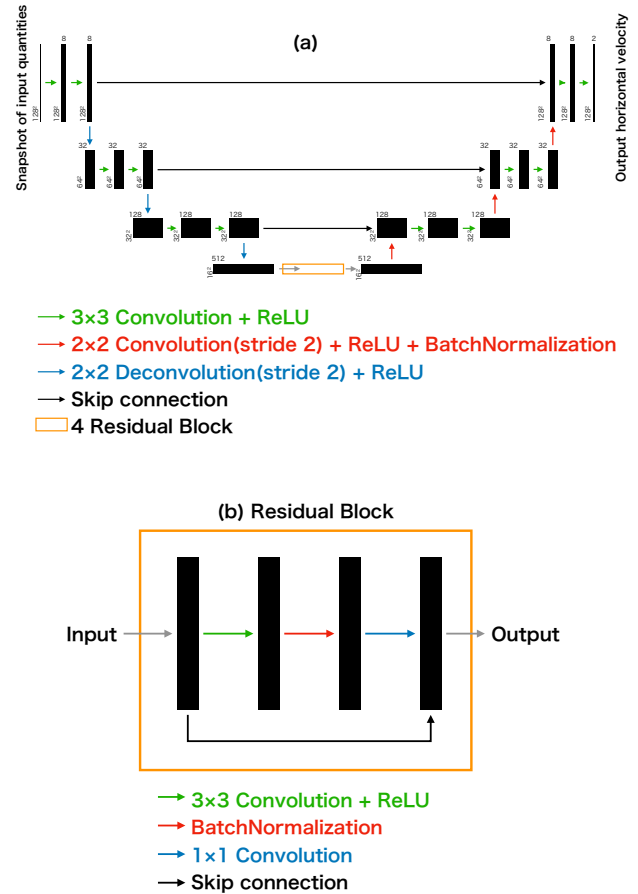 (a)
Snapshot of input quantities
Output horizontal velocity
8 8 8 8 2
128² 128² 128² 128² 128²
32 32 32 32 32 32
64² 64² 64² 64² 64² 64²
128 128 128 128 128 128
32² 32² 32² 32² 32² 32²
512 512
16² 16²
3×3 Convolution + ReLU
2×2 Convolution(stride 2) + ReLU + BatchNormalization
2×2 Deconvolution(stride 2) + ReLU
Skip connection
4 Residual Block
(b) Residual Block
Input
Output
3×3 Convolution + ReLU
BatchNormalization
1×1 Convolution
Skip connection